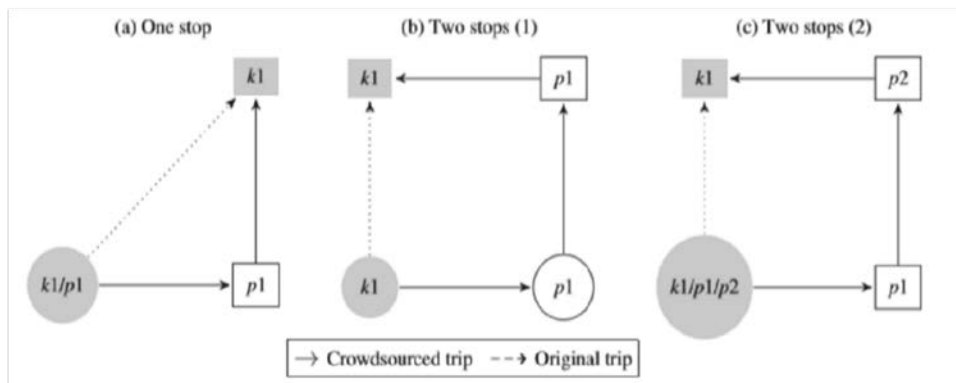 (a) One stop
(b) Two stops (1)
(c) Two stops (2)
k1
k1
p1
k1
p2
k1/p1
p1
k1
p1
k1/p1/p2
p1
→ Crowdsourced trip --→ Original trip